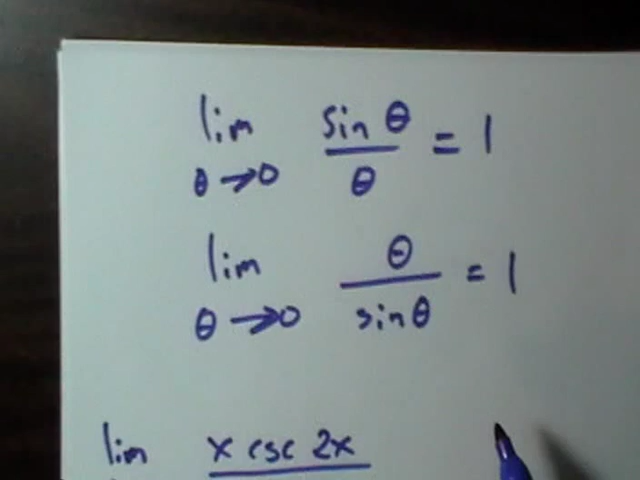 lim sin θ / θ = 1
θ → 0
lim θ / sin θ = 1
θ → 0
lim x csc 2x